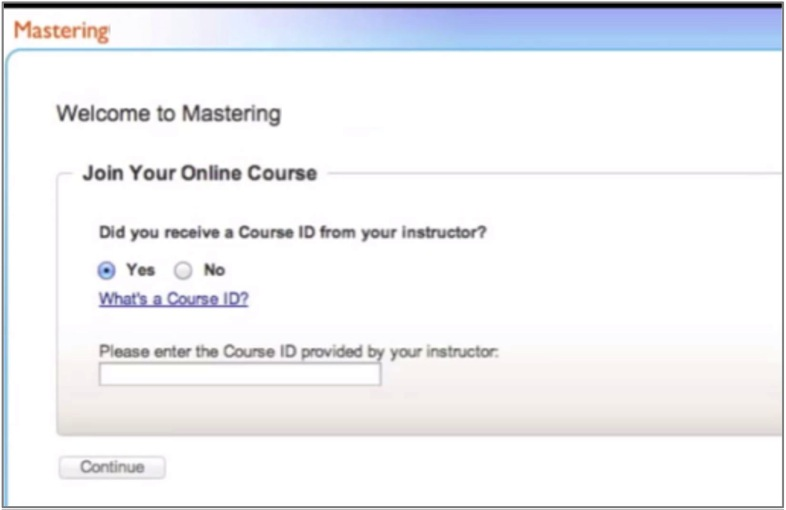 Mastering
Welcome to Mastering
Join Your Online Course
Did you receive a Course ID from your instructor?
Yes No
What's a Course ID?
Please enter the Course ID provided by your instructor:
Continue